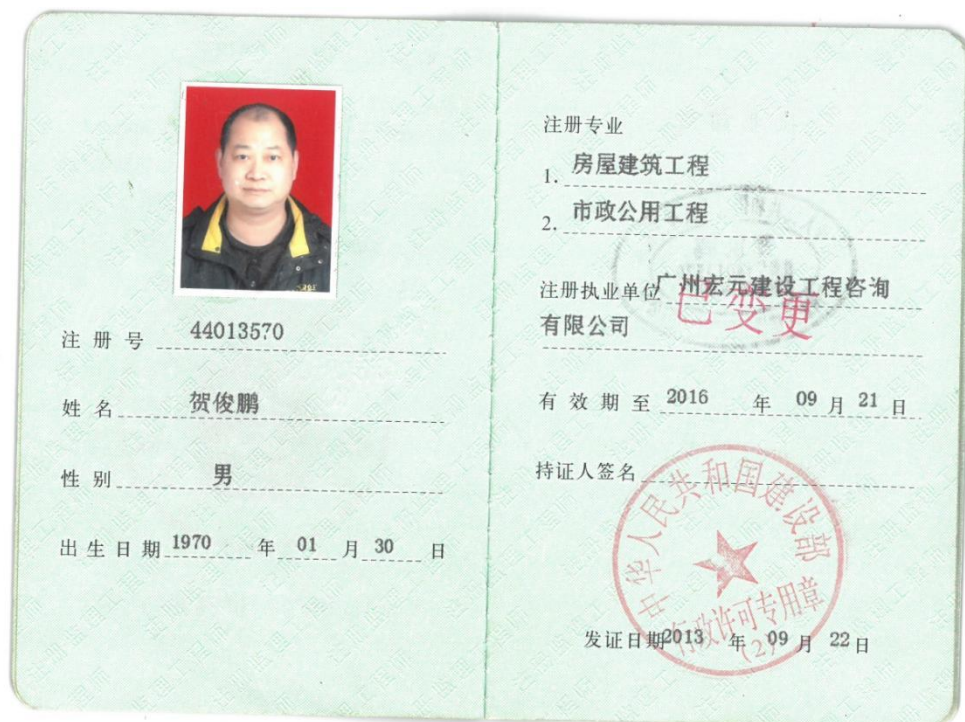 注册号 44013570
姓名 贺俊鹏
性别 男
出生日期 1970 年 01 月 30 日
注册专业
1. 房屋建筑工程
2. 市政公用工程
注册执业单位 广州宏元建设工程咨询
有限公司
已变更
有效期至 2016 年 09 月 21 日
持证人签名
中华人民共和国建设部
行政许可专用章
(2)
发证日期 2013 年 09 月 22 日